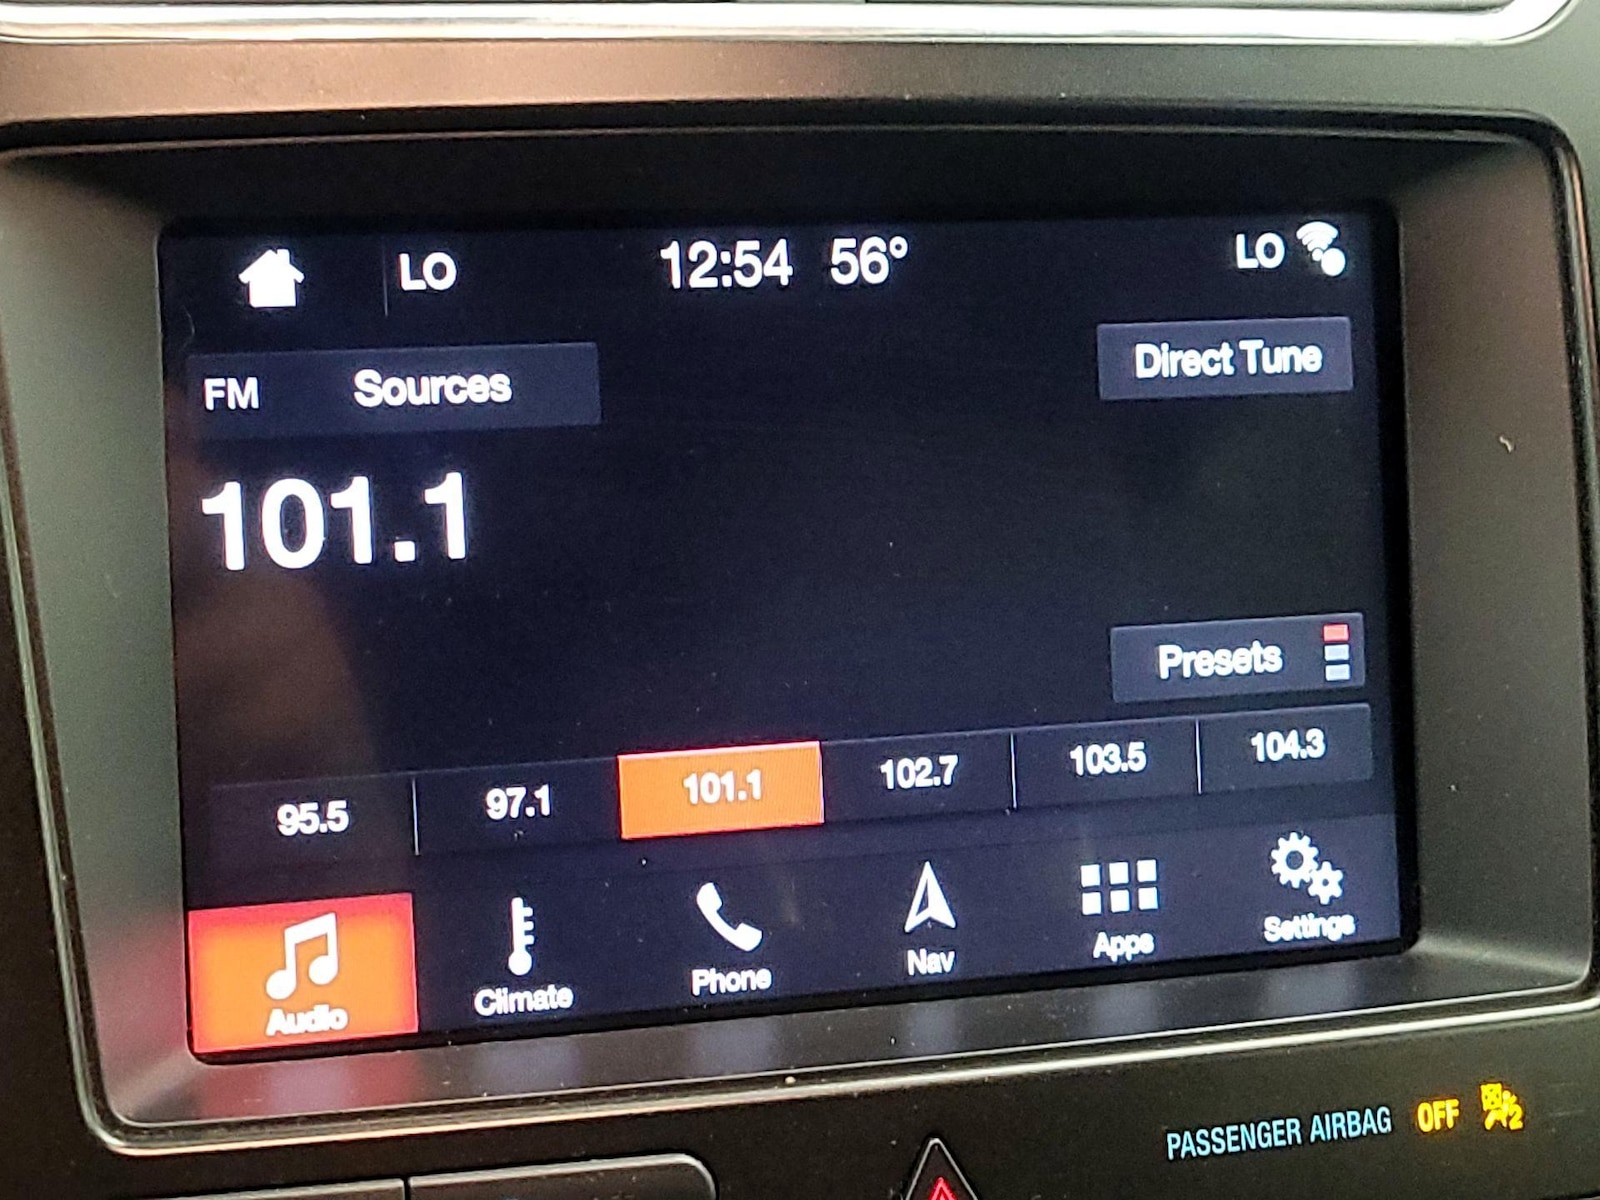 LO 12:54 56° LO
FM Sources Direct Tune
101.1
Presets
95.5 97.1 101.1 102.7 103.5 104.3
Audio Climate Phone Nav Apps Settings
PASSENGER AIRBAG OFF 2